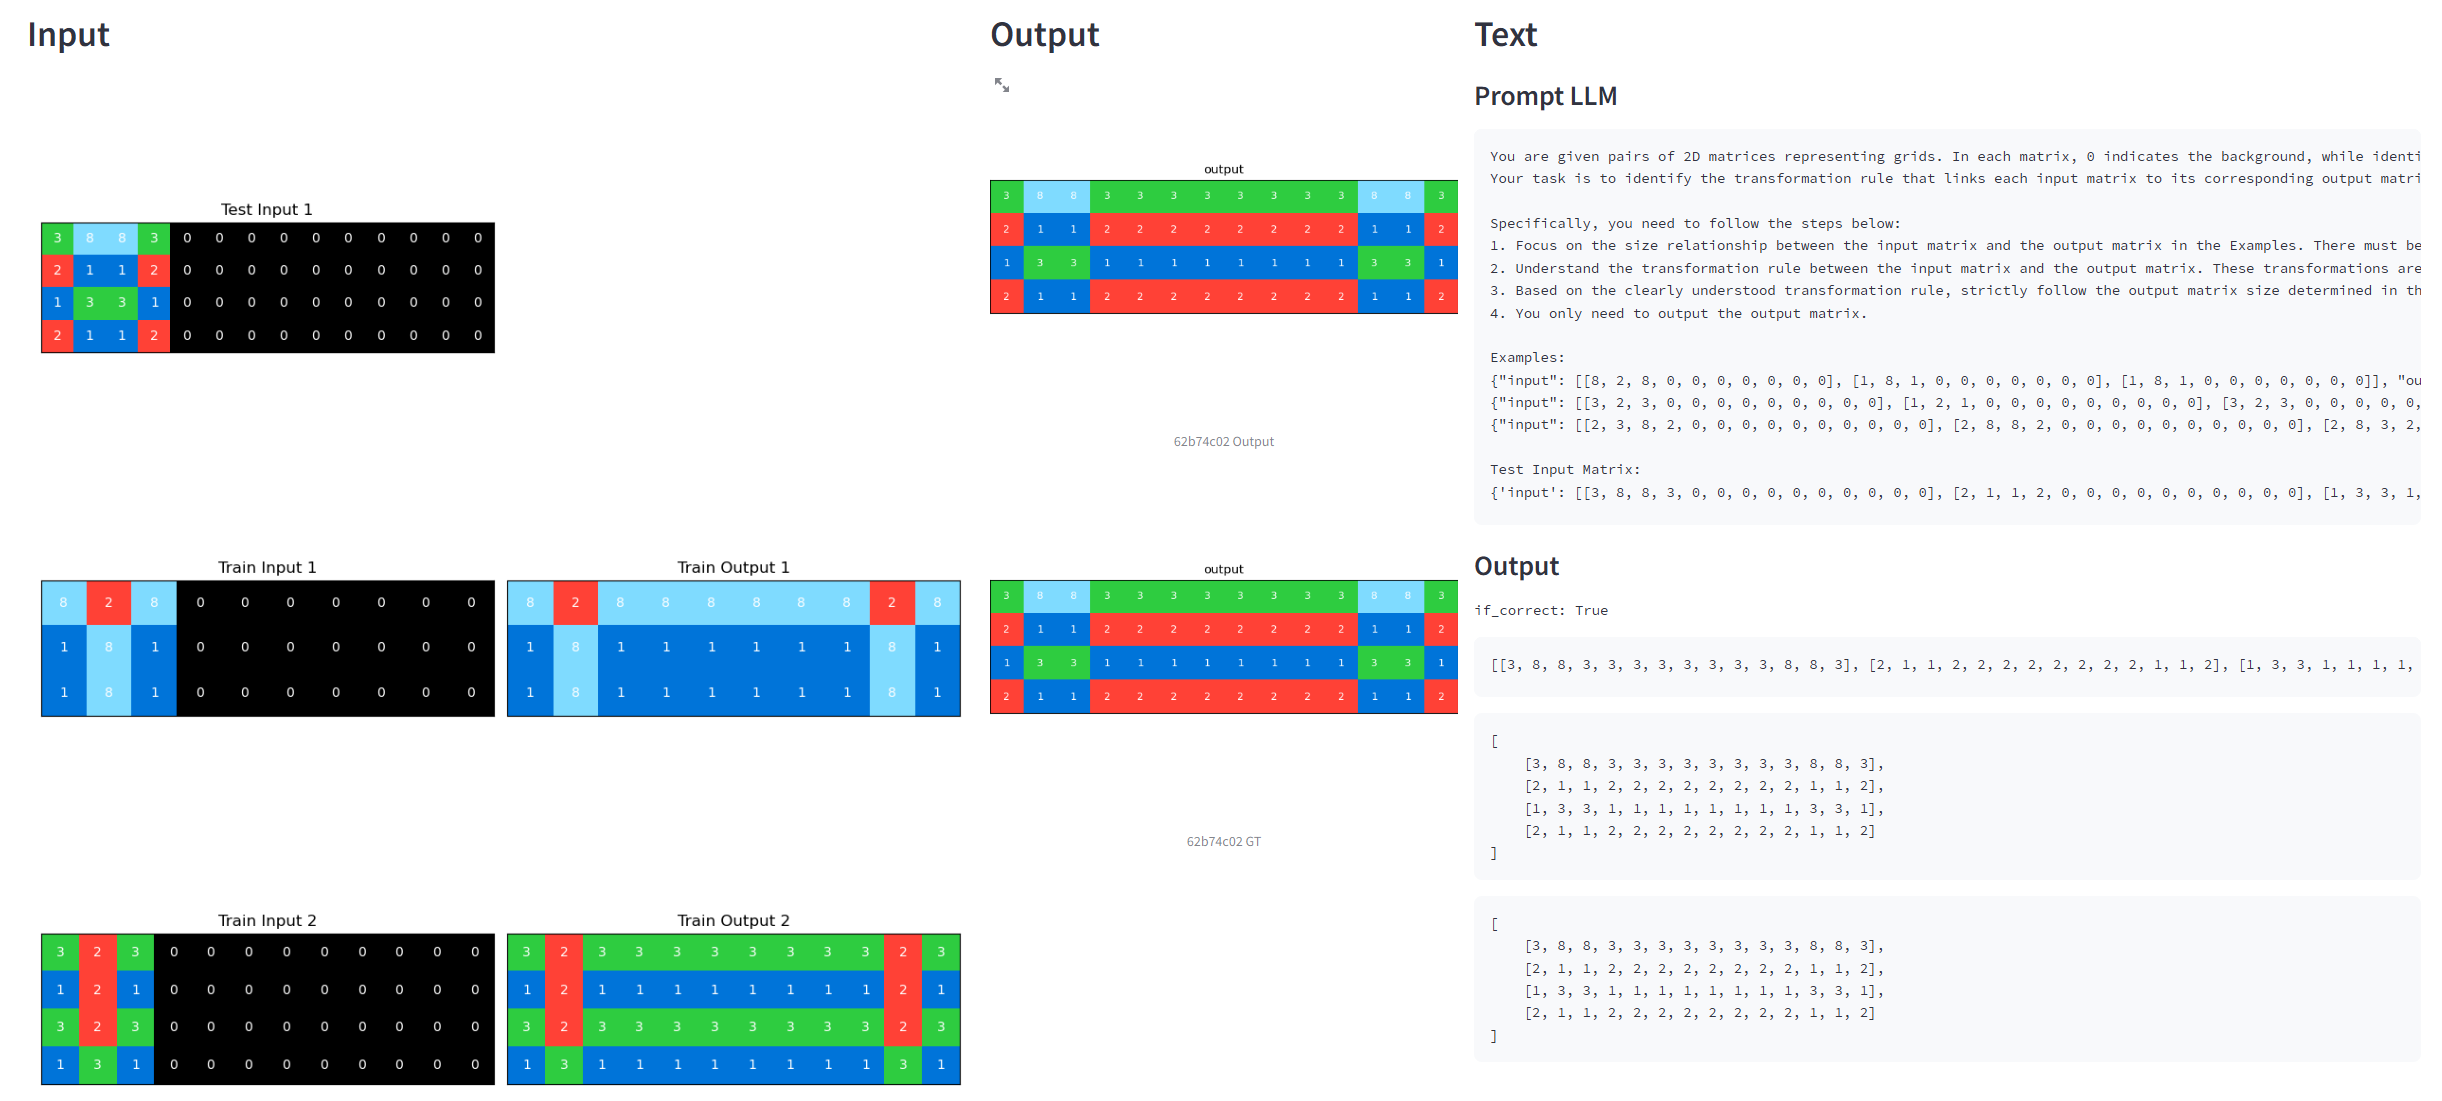 Input
Test Input 1
3 8 8 3 0 0 0 0 0 0 0 0 0 0
2 1 1 2 0 0 0 0 0 0 0 0 0 0
1 3 3 1 0 0 0 0 0 0 0 0 0 0
2 1 1 2 0 0 0 0 0 0 0 0 0 0
Train Input 1
8 2 8 0 0 0 0 0 0 0
1 8 1 0 0 0 0 0 0 0
1 8 1 0 0 0 0 0 0 0
Train Output 1
8 2 8 8 8 8 8 8 2 8
1 8 1 1 1 1 1 1 8 1
1 8 1 1 1 1 1 1 8 1
Train Input 2
3 2 3 0 0 0 0 0 0 0 0 0
1 2 1 0 0 0 0 0 0 0 0 0
3 2 3 0 0 0 0 0 0 0 0 0
1 3 1 0 0 0 0 0 0 0 0 0
Train Output 2
3 2 3 3 3 3 3 3 3 3 2 3
1 2 1 1 1 1 1 1 1 1 2 1
3 2 3 3 3 3 3 3 3 3 2 3
1 3 1 1 1 1 1 1 1 1 3 1
Output
output
3 8 8 3 3 3 3 3 3 3 3 8 8 3
2 1 1 2 2 2 2 2 2 2 2 1 1 2
1 3 3 1 1 1 1 1 1 1 1 3 3 1
2 1 1 2 2 2 2 2 2 2 2 1 1 2
62b74c02 Output
output
3 8 8 3 3 3 3 3 3 3 3 8 8 3
2 1 1 2 2 2 2 2 2 2 2 1 1 2
1 3 3 1 1 1 1 1 1 1 1 3 3 1
2 1 1 2 2 2 2 2 2 2 2 1 1 2
62b74c02 GT
Text
Prompt LLM
You are given pairs of 2D matrices representing grids. In each matrix, 0 indicates the background, while identi
Your task is to identify the transformation rule that links each input matrix to its corresponding output matri
Specifically, you need to follow the steps below:
1. Focus on the size relationship between the input matrix and the output matrix in the Examples. There must be
2. Understand the transformation rule between the input matrix and the output matrix. These transformations are
3. Based on the clearly understood transformation rule, strictly follow the output matrix size determined in th
4. You only need to output the output matrix.
Examples:
{"input": [[8, 2, 8, 0, 0, 0, 0, 0, 0, 0], [1, 8, 1, 0, 0, 0, 0, 0, 0, 0], [1, 8, 1, 0, 0, 0, 0, 0, 0, 0]], "ou
{"input": [[3, 2, 3, 0, 0, 0, 0, 0, 0, 0, 0, 0], [1, 2, 1, 0, 0, 0, 0, 0, 0, 0, 0, 0], [3, 2, 3, 0, 0, 0, 0, 0,
{"input": [[2, 3, 8, 2, 0, 0, 0, 0, 0, 0, 0, 0, 0, 0], [2, 8, 8, 2, 0, 0, 0, 0, 0, 0, 0, 0, 0, 0], [2, 8, 3, 2,
Test Input Matrix:
{'input': [[3, 8, 8, 3, 0, 0, 0, 0, 0, 0, 0, 0, 0, 0], [2, 1, 1, 2, 0, 0, 0, 0, 0, 0, 0, 0, 0, 0], [1, 3, 3, 1,
Output
if_correct: True
[[3, 8, 8, 3, 3, 3, 3, 3, 3, 3, 3, 8, 8, 3], [2, 1, 1, 2, 2, 2, 2, 2, 2, 2, 2, 1, 1, 2], [1, 3, 3, 1, 1, 1, 1,
[
[3, 8, 8, 3, 3, 3, 3, 3, 3, 3, 3, 8, 8, 3],
[2, 1, 1, 2, 2, 2, 2, 2, 2, 2, 2, 1, 1, 2],
[1, 3, 3, 1, 1, 1, 1, 1, 1, 1, 1, 3, 3, 1],
[2, 1, 1, 2, 2, 2, 2, 2, 2, 2, 2, 1, 1, 2]
]
[
[3, 8, 8, 3, 3, 3, 3, 3, 3, 3, 3, 8, 8, 3],
[2, 1, 1, 2, 2, 2, 2, 2, 2, 2, 2, 1, 1, 2],
[1, 3, 3, 1, 1, 1, 1, 1, 1, 1, 1, 3, 3, 1],
[2, 1, 1, 2, 2, 2, 2, 2, 2, 2, 2, 1, 1, 2]
]